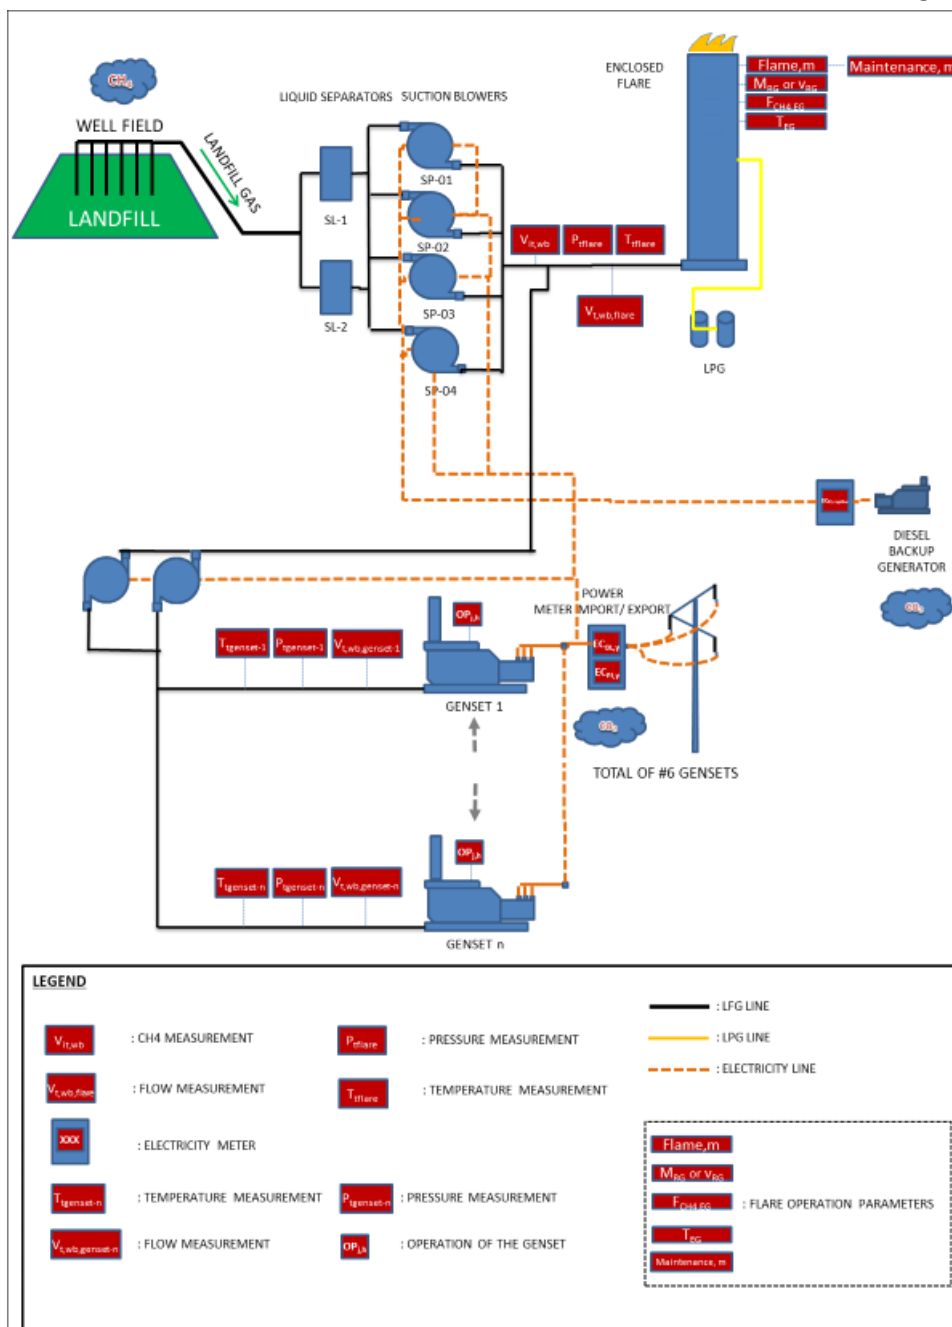 CH4
WELL FIELD
LANDFILL
LANDFILL GAS
LIQUID SEPARATORS
SUCTION BLOWERS
SL-1
SL-2
SP-01
SP-02
SP-03
SP-04
ENCLOSED
FLARE
Flame,m
Maintenance, m
MRG or vRG
FCH4,EG
TEG
Vit,wb
Ptflare
Ttflare
Vt,wb,flare
LPG
DIESEL
BACKUP
GENERATOR
CO2
POWER
METER IMPORT/ EXPORT
OPj,h
Ttgenset-1
Ptgenset-1
Vt,wb,genset-1
GENSET 1
CO2
TOTAL OF #6 GENSETS
OPj,h
Ttgenset-n
Ptgenset-n
Vt,wb,genset-n
GENSET n
LEGEND
Vit,wb
: CH4 MEASUREMENT
Ptflare
: PRESSURE MEASUREMENT
: LFG LINE
: LPG LINE
Vt,wb,flare
: FLOW MEASUREMENT
Ttflare
: TEMPERATURE MEASUREMENT
: ELECTRICITY LINE
XXX
: ELECTRICITY METER
Ttgenset-n
: TEMPERATURE MEASUREMENT
Ptgenset-n
: PRESSURE MEASUREMENT
Vt,wb,genset-n
: FLOW MEASUREMENT
OPj,h
: OPERATION OF THE GENSET
Flame,m
MRG or vRG
FCH4,EG
: FLARE OPERATION PARAMETERS
TEG
Maintenance, m